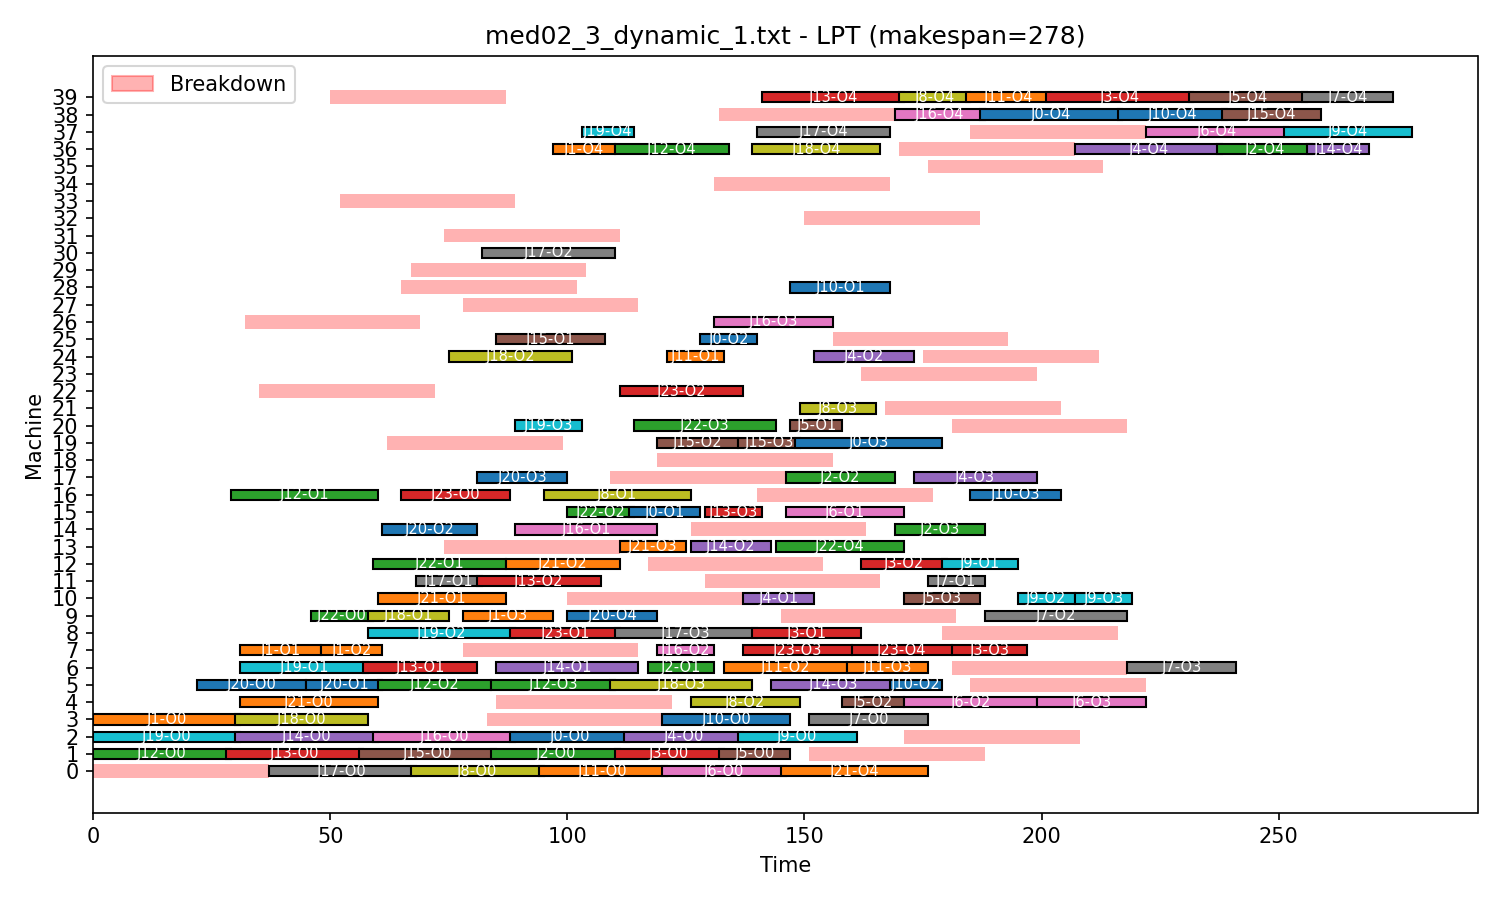 med02_3_dynamic_1.txt - LPT (makespan=278)
Breakdown
Machine
39 J13-O4 J8-O4 J11-O4 J3-O4 J5-O4 J7-O4
38 J16-O4 J0-O4 J10-O4 J15-O4
37 J19-O4 J17-O4 J6-O4 J9-O4
36 J1-O4 J12-O4 J18-O4 J4-O4 J2-O4 J14-O4
35
34
33
32
31
30 J17-O2
29
28 J10-O1
27
26 J16-O3
25 J15-O1 J0-O2
24 J18-O2 J11-O1 J4-O2
23
22 J23-O2
21 J8-O3
20 J19-O3 J22-O3 J5-O1
19 J15-O2 J15-O3 J0-O3
18
17 J20-O3 J2-O2 J4-O3
16 J12-O1 J23-O0 J8-O1 J10-O3
15 J22-O2 J0-O1 J13-O3 J6-O1
14 J20-O2 J16-O1 J2-O3
13 J21-O3 J14-O2 J22-O4
12 J22-O1 J21-O2 J3-O2 J9-O1
11 J17-O1 J13-O2 J7-O1
10 J21-O1 J4-O1 J5-O3 J9-O2 J9-O3
9 J22-O0 J18-O1 J1-O3 J20-O4 J7-O2
8 J19-O2 J23-O1 J17-O3 J3-O1
7 J1-O1 J1-O2 J16-O2 J23-O3 J23-O4 J3-O3
6 J19-O1 J13-O1 J14-O1 J2-O1 J11-O2 J11-O3 J7-O3
5 J20-O0 J20-O1 J12-O2 J12-O3 J18-O3 J14-O3 J10-O2
4 J21-O0 J8-O2 J5-O2 J6-O2 J6-O3
3 J1-O0 J18-O0 J10-O0 J7-O0
2 J19-O0 J14-O0 J16-O0 J0-O0 J4-O0 J9-O0
1 J12-O0 J13-O0 J15-O0 J2-O0 J3-O0 J5-O0
0 J17-O0 J8-O0 J11-O0 J6-O0 J21-O4
0 50 100 150 200 250
Time